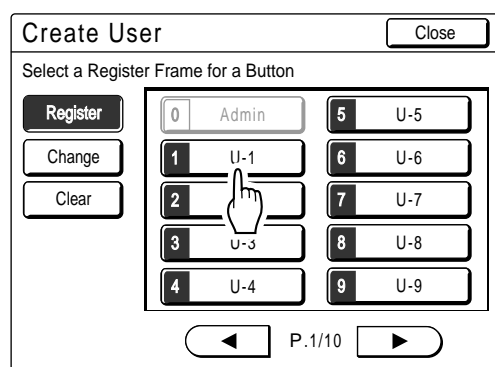 Create User
Close
Select a Register Frame for a Button
Register
Change
Clear
0 Admin
1 U-1
2
3 U-3
4 U-4
5 U-5
6 U-6
7 U-7
8 U-8
9 U-9
P.1/10